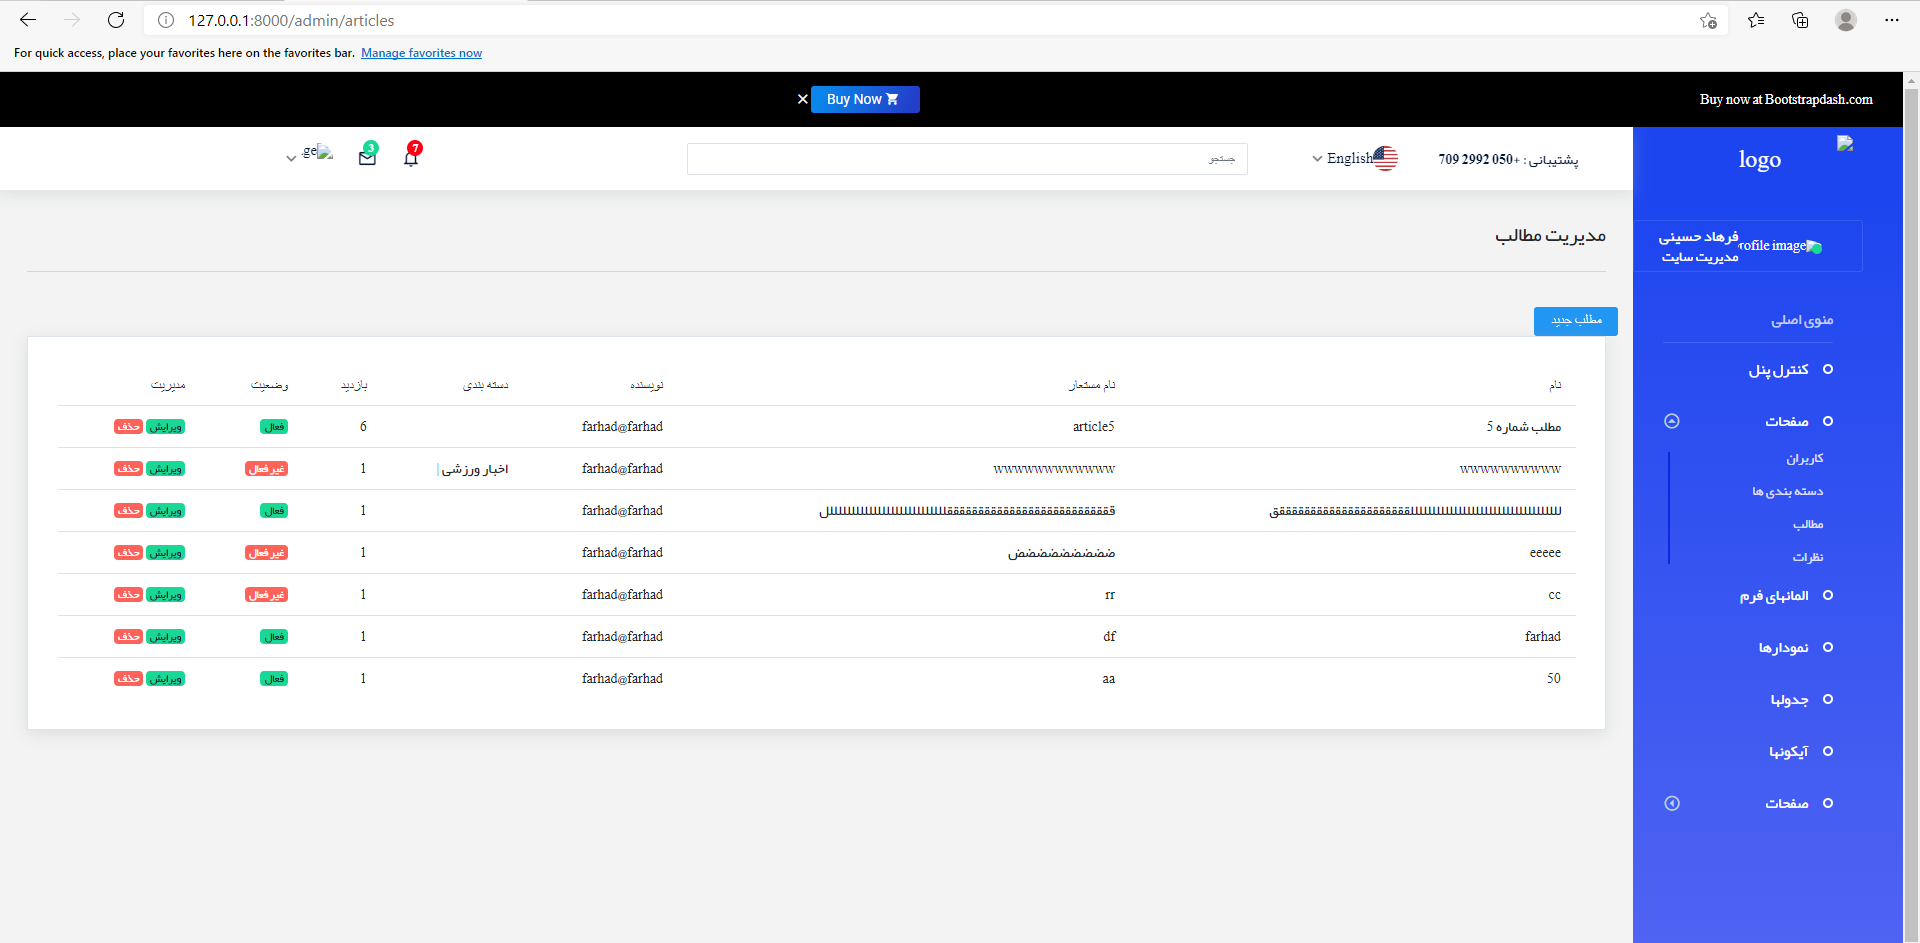 127.0.0.1:8000/admin/articles
For quick access, place your favorites here on the favorites bar. Manage favorites now
Buy now at Bootstrapdash.com
Buy Now
logo
پشتیبانی : +050 2992 709
English
جستجو
7
3
ge.
rofile image
فرهاد حسینی
مدیریت سایت
منوی اصلی
کنترل پنل
صفحات
کاربران
دسته بندی ها
مطالب
نظرات
المانهای فرم
نمودارها
جدولها
آیکونها
صفحات
مدیریت مطالب
مطلب جدید
نام نام مستعار نویسنده دسته بندی بازدید وضعیت مدیریت
مطلب شماره 5 article5 farhad@farhad 6 فعال ویرایش حذف
farhad@farhad اخبار ورزشی | 1 غیر فعال ویرایش حذف
farhad@farhad 1 فعال ویرایش حذف
eeeee ضضضضضضضضض farhad@farhad 1 غیر فعال ویرایش حذف
cc rr farhad@farhad 1 غیر فعال ویرایش حذف
farhad df farhad@farhad 1 فعال ویرایش حذف
50 aa farhad@farhad 1 فعال ویرایش حذف